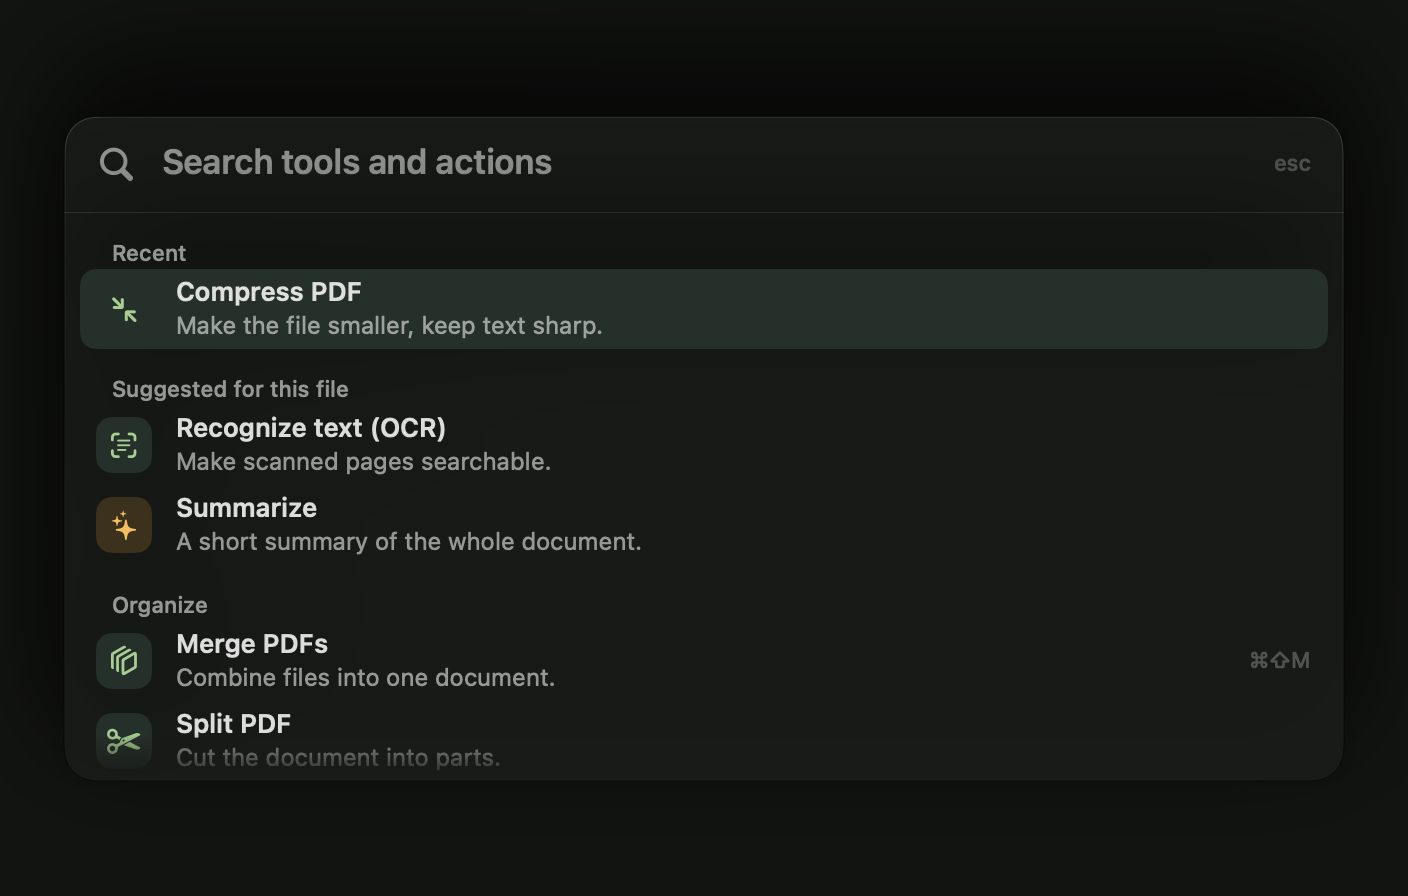 Search tools and actions
esc
Recent
Compress PDF
Make the file smaller, keep text sharp.
Suggested for this file
Recognize text (OCR)
Make scanned pages searchable.
Summarize
A short summary of the whole document.
Organize
Merge PDFs
Combine files into one document.
⌘⇧M
Split PDF
Cut the document into parts.